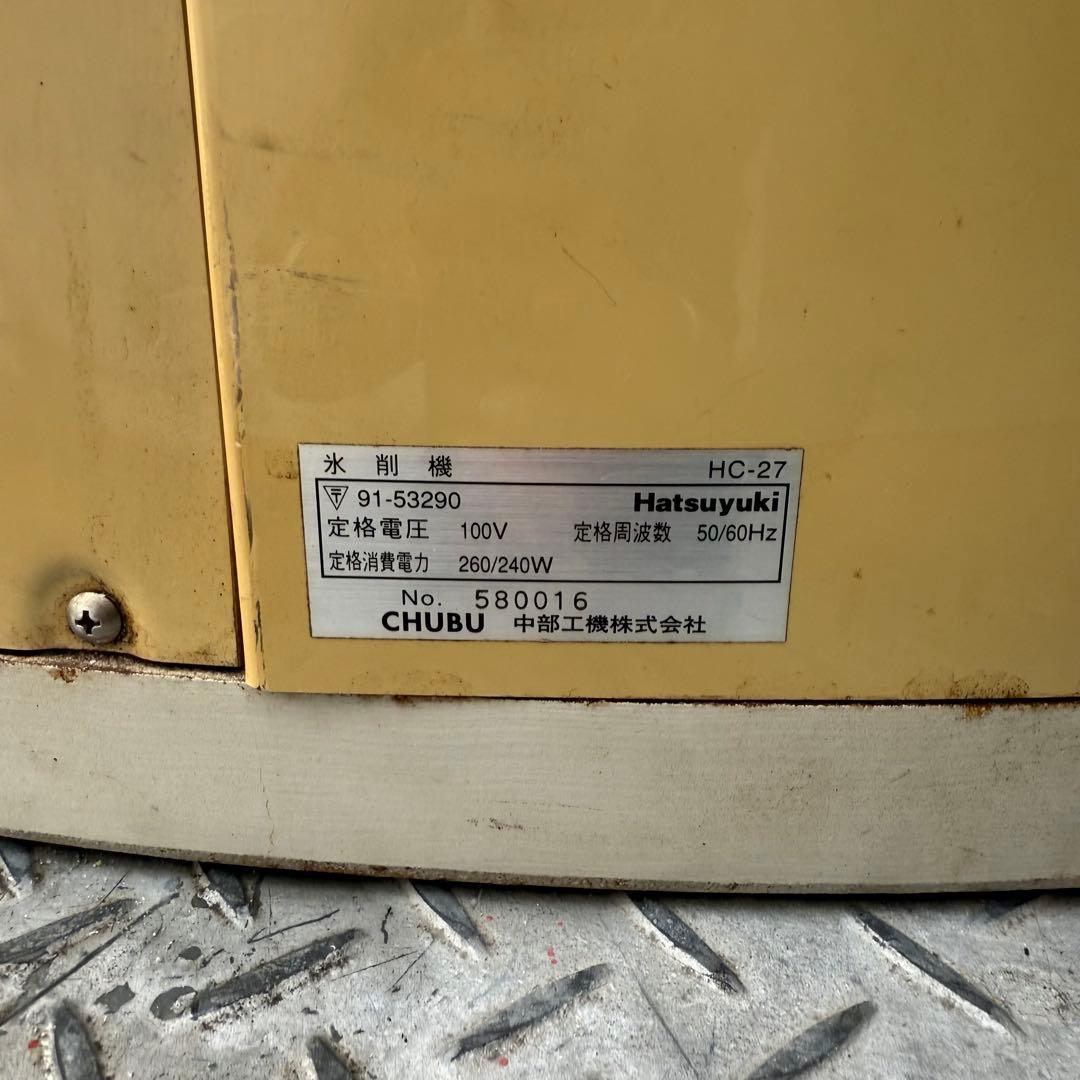 氷削機 HC-27
〒 91-53290 Hatsuyuki
定格電圧 100V 定格周波数 50/60Hz
定格消費電力 260/240W
No. 580016
CHUBU 中部工機株式会社